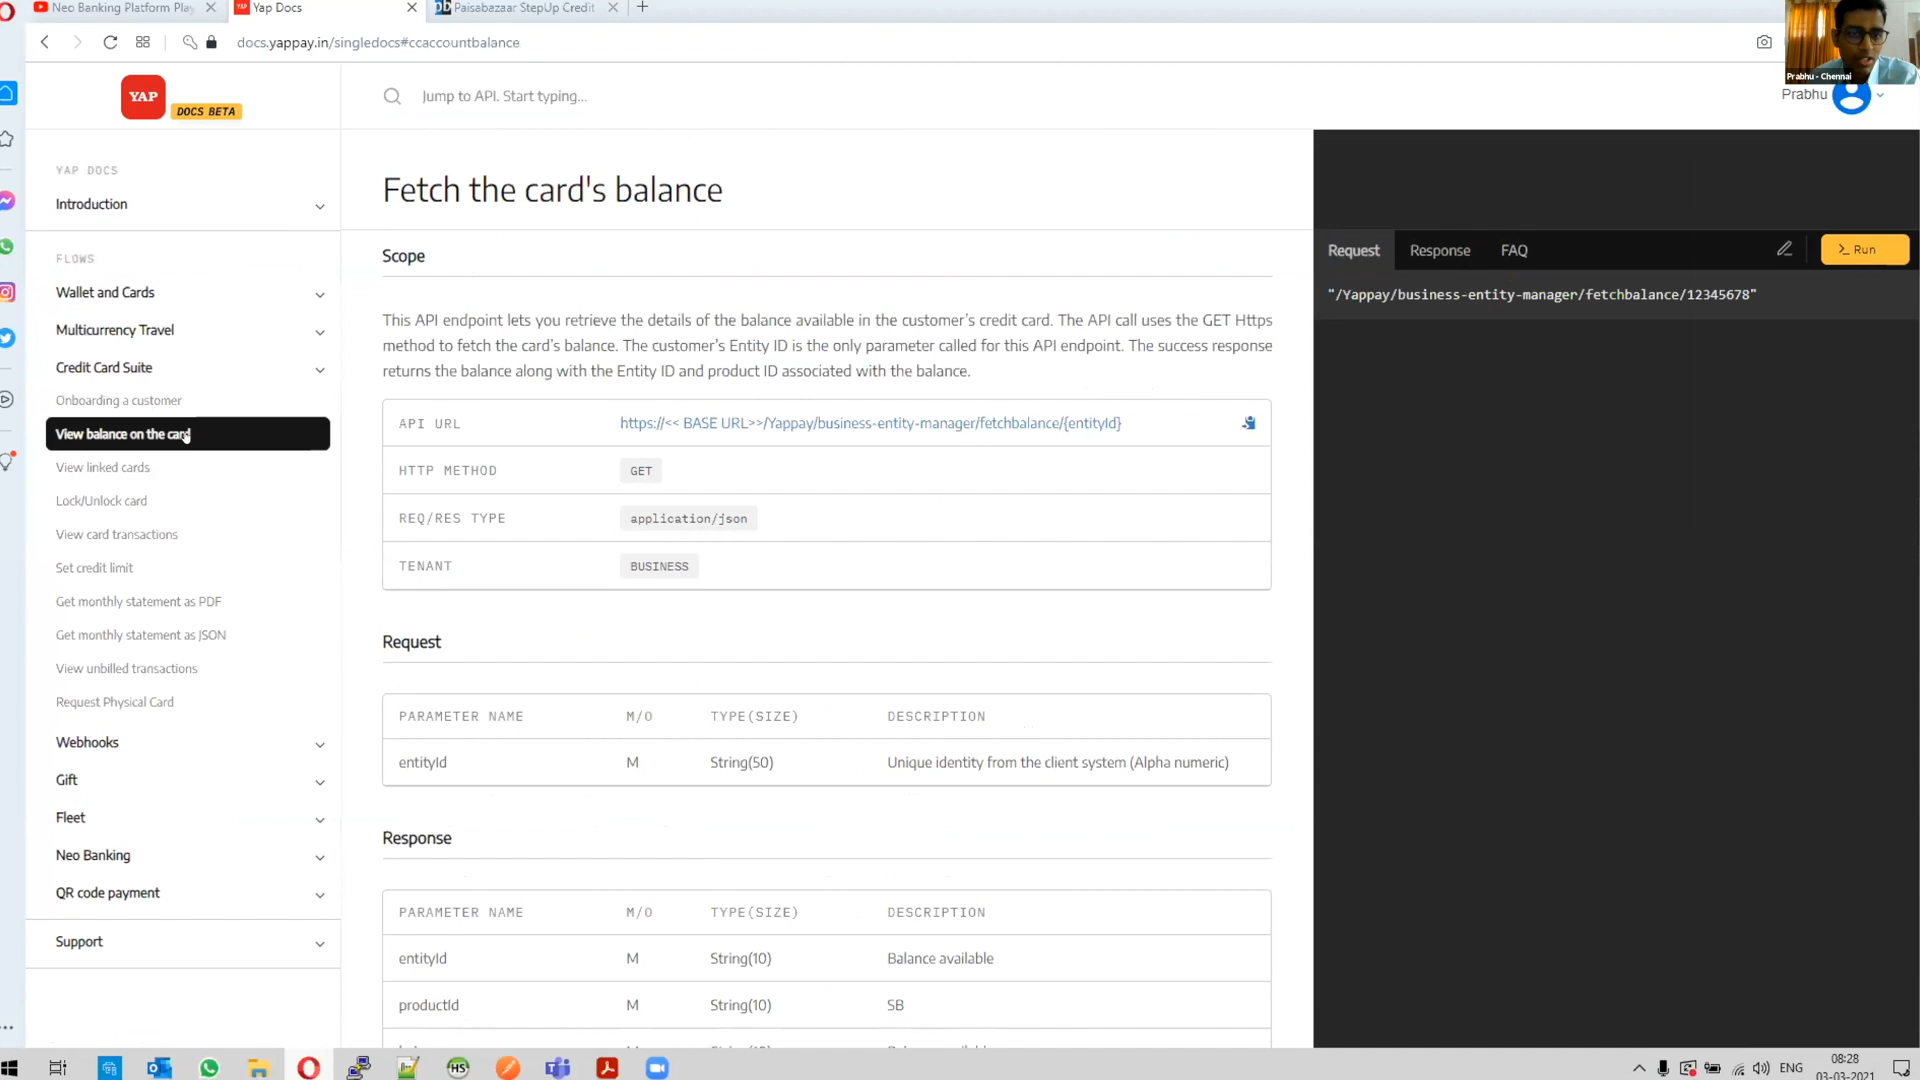 Neo Banking Platform Play
Yap Docs
Paisabazaar StepUp Credit
docs.yappay.in/singledocs#ccaccountbalance
Prabhu - Chennai
Prabhu
YAP
DOCS BETA
Jump to API. Start typing...
YAP DOCS
Introduction
FLOWS
Wallet and Cards
Multicurrency Travel
Credit Card Suite
Onboarding a customer
View balance on the card
View linked cards
Lock/Unlock card
View card transactions
Set credit limit
Get monthly statement as PDF
Get monthly statement as JSON
View unbilled transactions
Request Physical Card
Webhooks
Gift
Fleet
Neo Banking
QR code payment
Support
Fetch the card's balance
Scope
This API endpoint lets you retrieve the details of the balance available in the customer's credit card. The API call uses the GET Https
method to fetch the card's balance. The customer's Entity ID is the only parameter called for this API endpoint. The success response
returns the balance along with the Entity ID and product ID associated with the balance.
API URL https://<< BASE URL>>/Yappay/business-entity-manager/fetchbalance/{entityId}
HTTP METHOD GET
REQ/RES TYPE application/json
TENANT BUSINESS
Request
PARAMETER NAME M/O TYPE(SIZE) DESCRIPTION
entityId M String(50) Unique identity from the client system (Alpha numeric)
Response
PARAMETER NAME M/O TYPE(SIZE) DESCRIPTION
entityId M String(10) Balance available
productId M String(10) SB
Request Response FAQ Run
"/Yappay/business-entity-manager/fetchbalance/12345678"
HS
ENG
08:28
03-03-2021